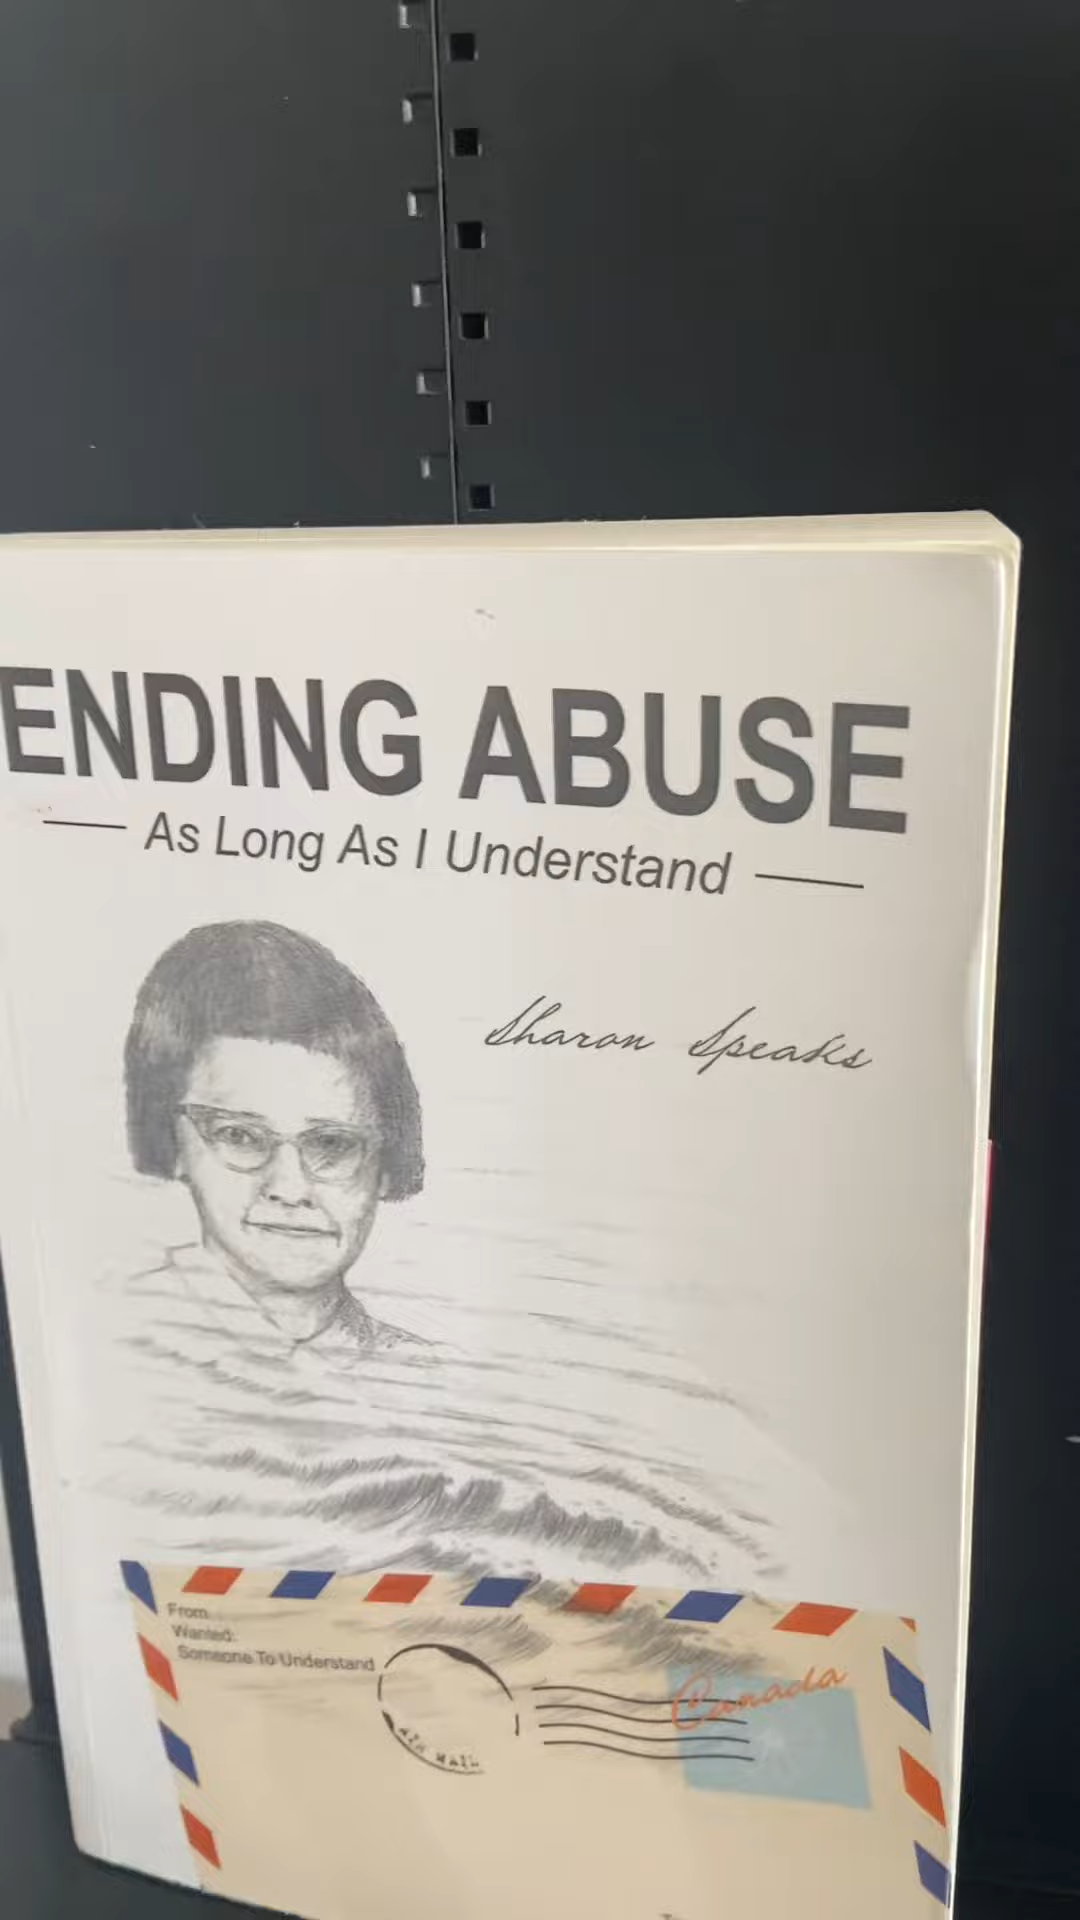 ENDING ABUSE
As Long As I Understand
Sharon Speaks
From:
Wanted:
Someone To Understand
AIR MAIL
Canada